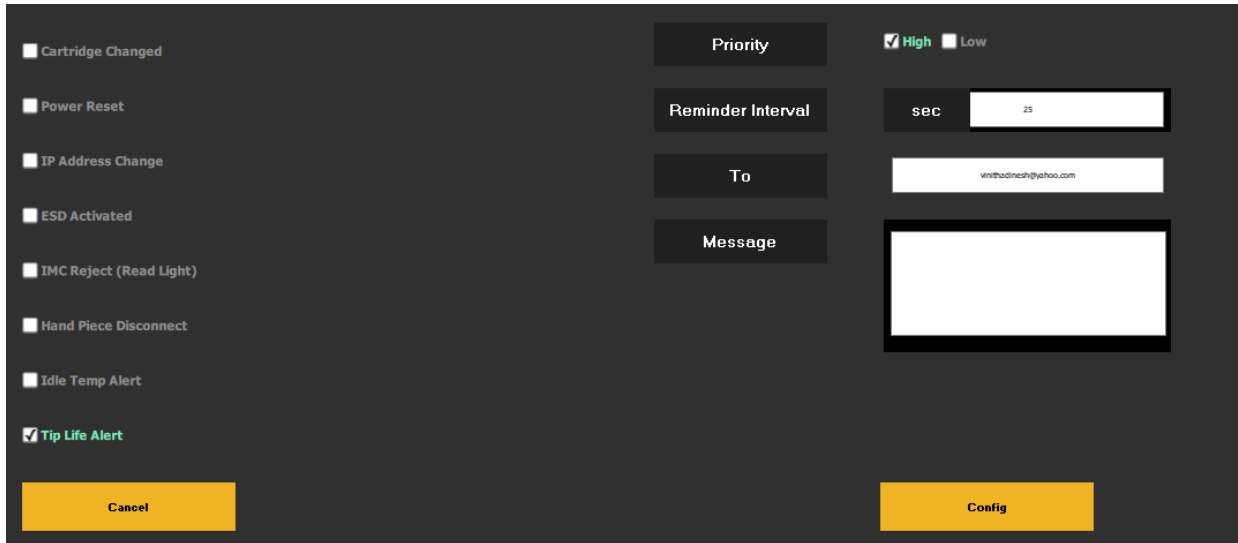 Cartridge Changed
Power Reset
IP Address Change
ESD Activated
IMC Reject (Read Light)
Hand Piece Disconnect
Idle Temp Alert
Tip Life Alert
Cancel
Priority
High Low
Reminder Interval
sec 25
To
vinithadinesh@yahoo.com
Message
Config